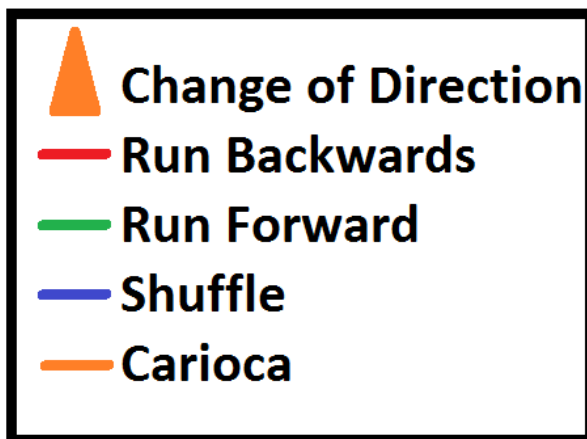 Change of Direction
Run Backwards
Run Forward
Shuffle
Carioca